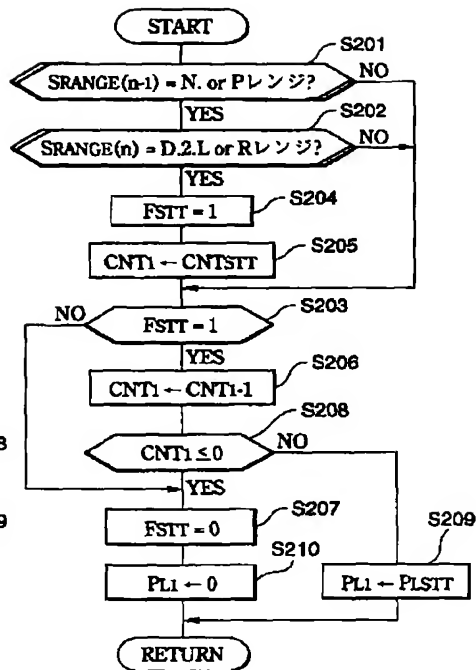 START
S201
SRANGE(n-1) = N. or Pレンジ?
NO
YES
S202
SRANGE(n) = D.2.L or Rレンジ?
NO
YES
S204
FSTT = 1
S205
CNT1 ← CNTSTT
S203
NO
FSTT = 1
YES
S206
CNT1 ← CNT1-1
S208
CNT1 ≤ 0
NO
YES
S207
FSTT = 0
S209
S210
PL1 ← 0
PL1 ← PLSTT
RETURN